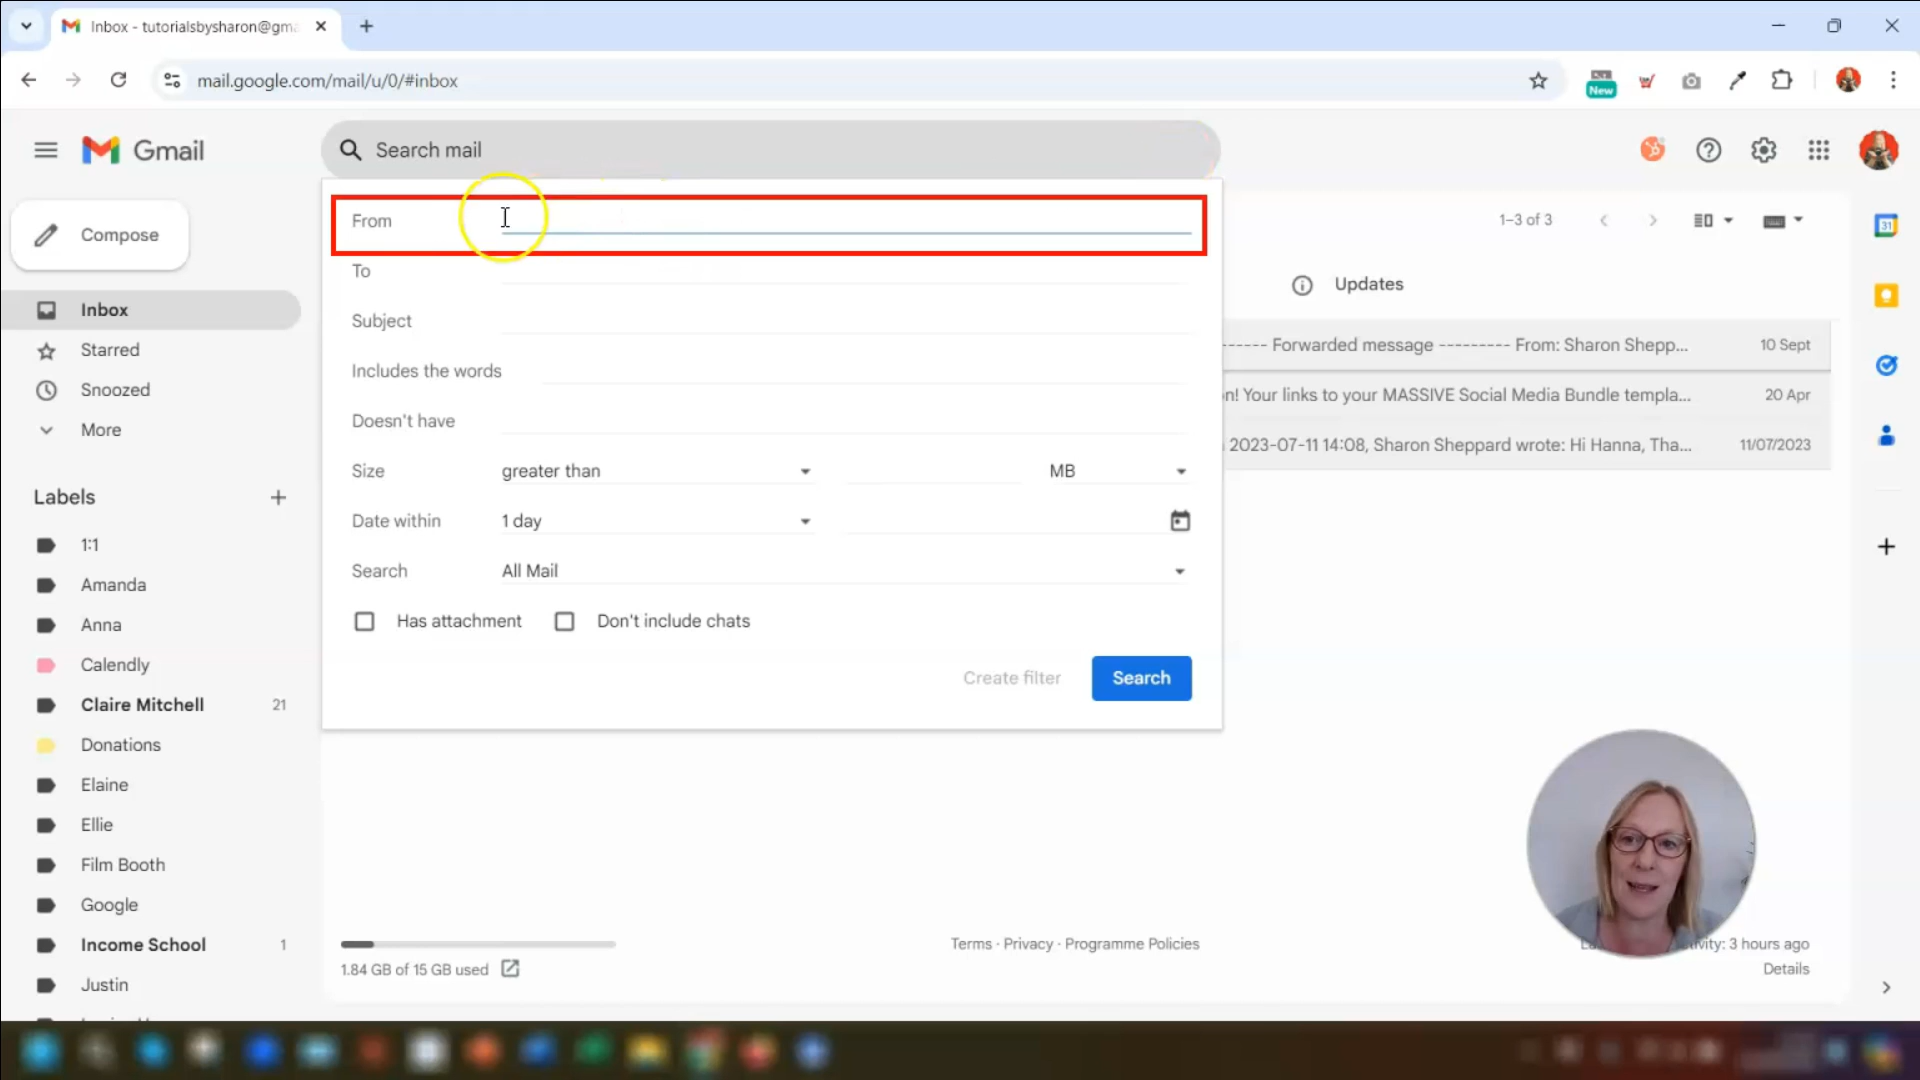 Inbox - tutorialsbysharon@gma
mail.google.com/mail/u/0/#inbox
New
Gmail
Search mail
Compose
From
1–3 of 3
31
To
Updates
Inbox
Subject
Starred
------ Forwarded message --------- From: Sharon Shepp... 10 Sept
Includes the words
Snoozed
n! Your links to your MASSIVE Social Media Bundle templa... 20 Apr
Doesn't have
More
2023-07-11 14:08, Sharon Sheppard wrote: Hi Hanna, Tha... 11/07/2023
Size greater than MB
Labels
Date within 1 day
1:1
Search All Mail
Amanda
Has attachment Don't include chats
Anna
Calendly
Create filter Search
Claire Mitchell 21
Donations
Elaine
Ellie
Film Booth
Google
Income School 1
Terms · Privacy · Programme Policies
ivity: 3 hours ago
1.84 GB of 15 GB used
Details
Justin